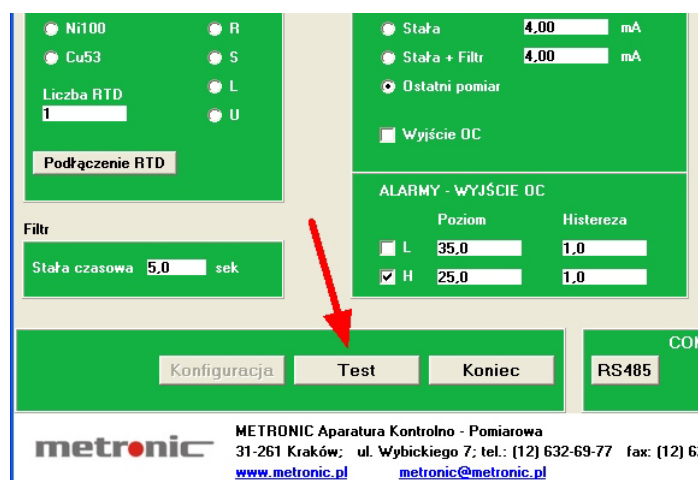 Ni100
R
Cu53
S
Liczba RTD
L
1
U
Podłączenie RTD
Filtr
Stała czasowa 5,0 sek
Stała 4,00 mA
Stała + Filtr 4,00 mA
Ostatni pomiar
Wyjście OC
ALARMY - WYJŚCIE OC
Poziom Histereza
L 35,0 1,0
H 25,0 1,0
Konfiguracja Test Koniec
RS485
metronic
METRONIC Aparatura Kontrolno - Pomiarowa
31-261 Kraków; ul. Wybickiego 7; tel.: (12) 632-69-77 fax: (12)
www.metronic.pl metronic@metronic.pl